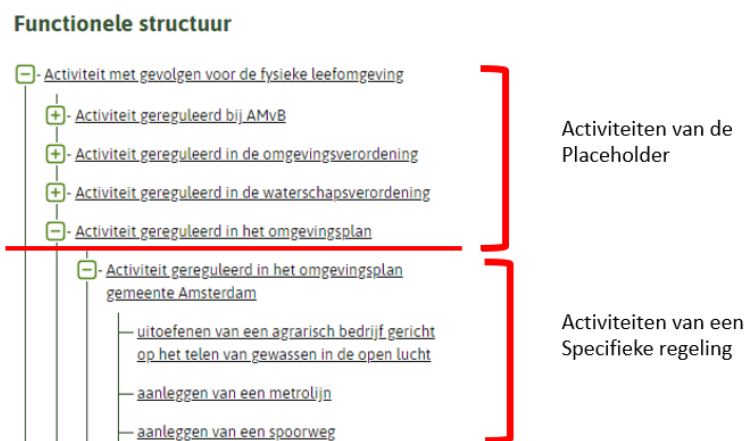 Functionele structuur
Activiteit met gevolgen voor de fysieke leefomgeving
Activiteit gereguleerd bij AMvB
Activiteit gereguleerd in de omgevingsverordening
Activiteit gereguleerd in de waterschapsverordening
Activiteit gereguleerd in het omgevingsplan
Activiteiten van de
Placeholder
Activiteit gereguleerd in het omgevingsplan
gemeente Amsterdam
uitoefenen van een agrarisch bedrijf gericht
op het telen van gewassen in de open lucht
aanleggen van een metrolijn
aanleggen van een spoorweg
Activiteiten van een
Specifieke regeling